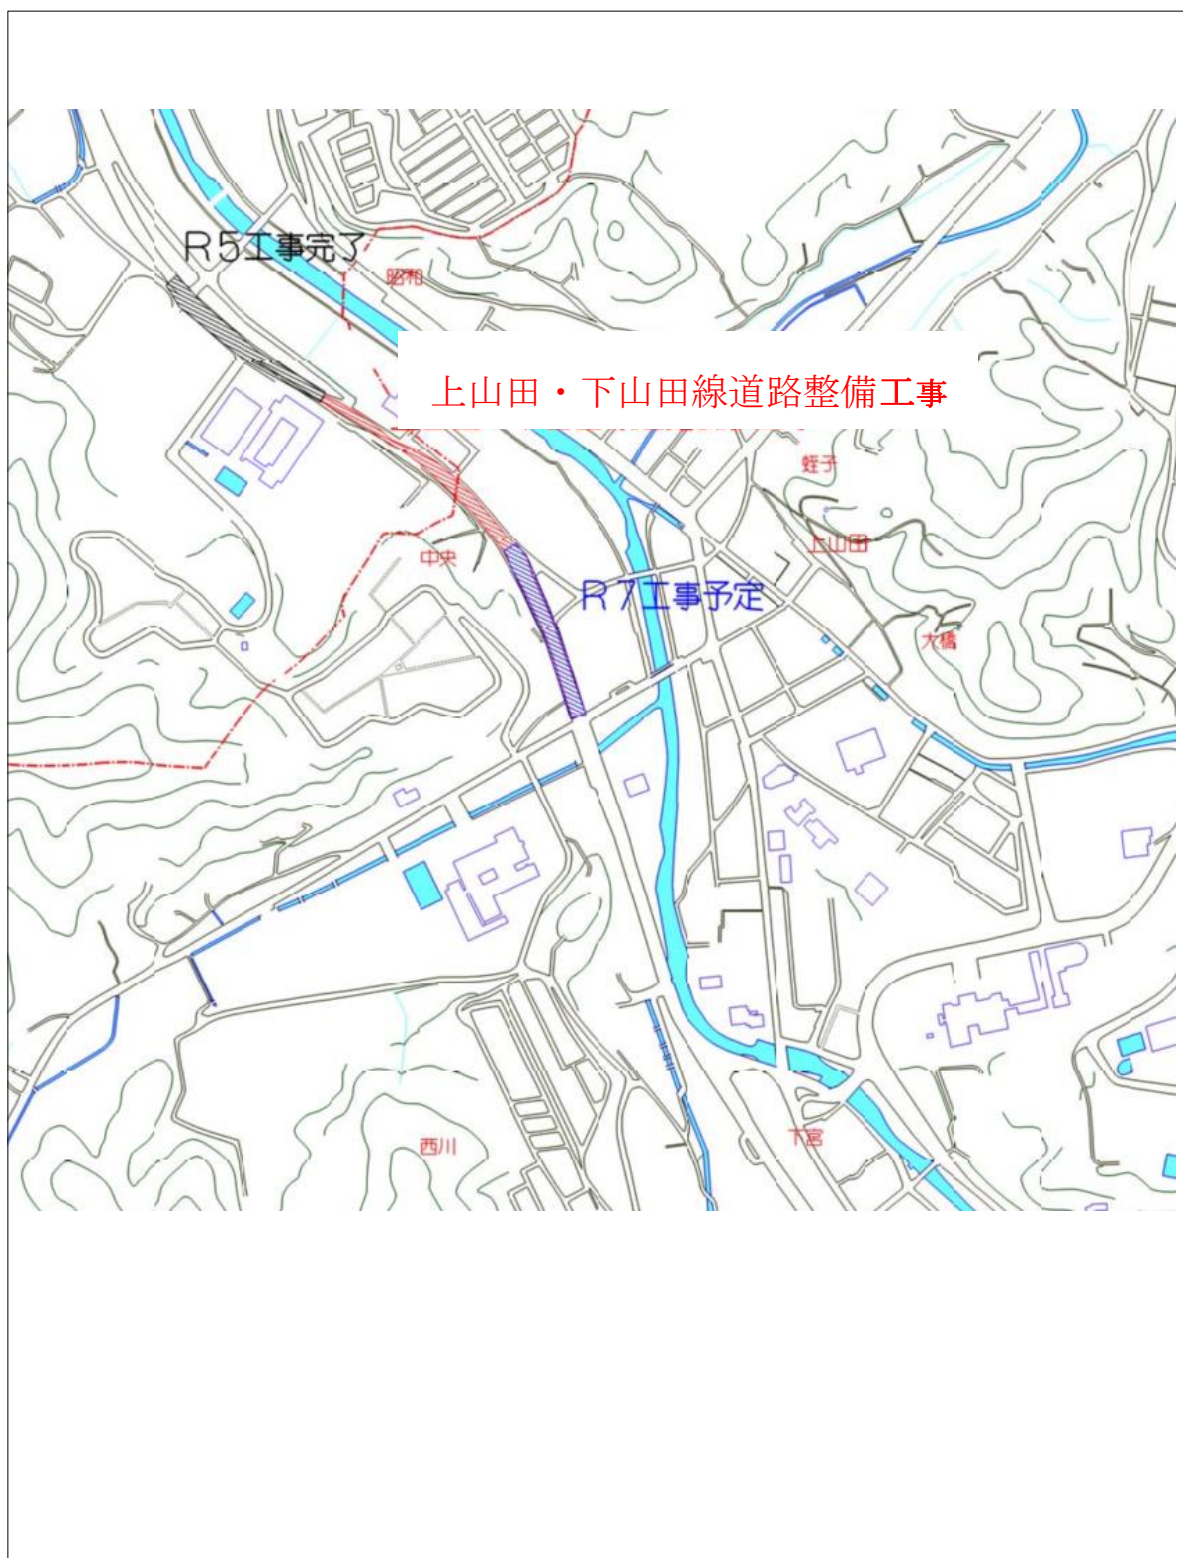 R5工事完了
昭和
上山田・下山田線道路整備工事
蛭子
上山田
中央
R7工事予定
大橋
下宮
西川